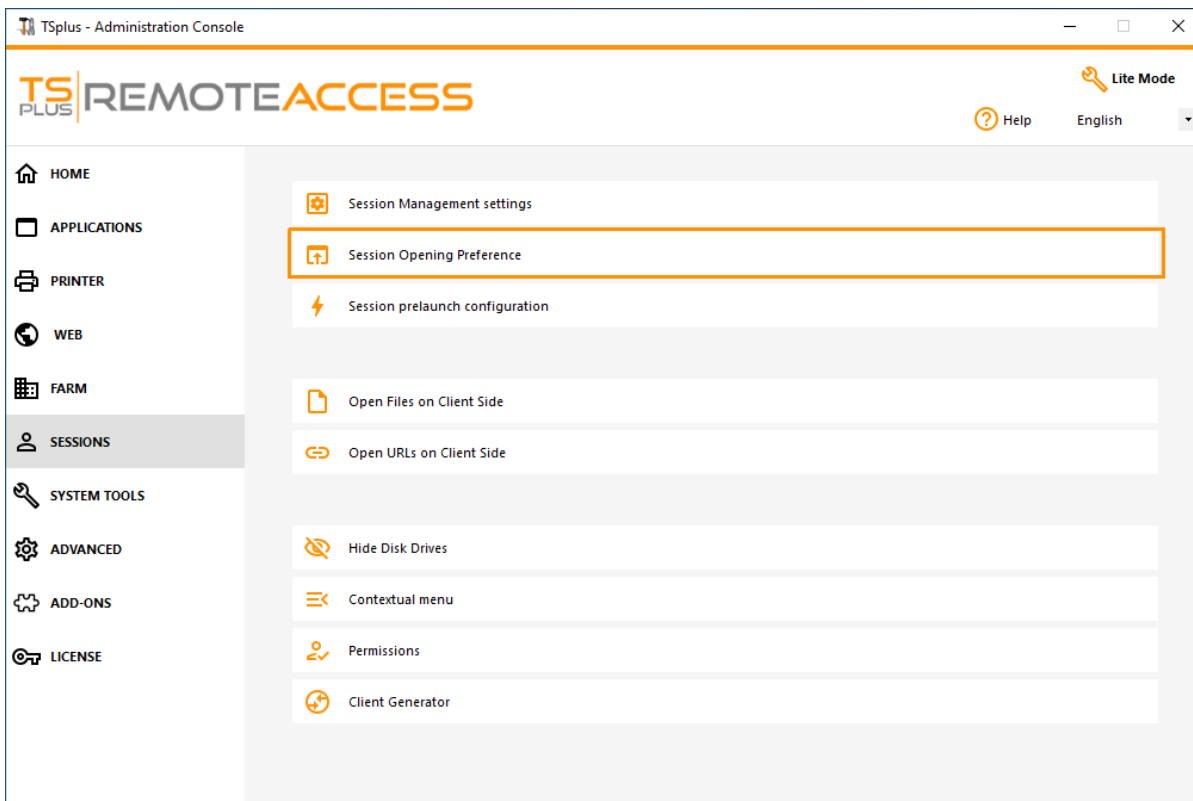 TSplus - Administration Console
TS PLUS REMOTEACCESS
Lite Mode
Help
English
HOME
APPLICATIONS
PRINTER
WEB
FARM
SESSIONS
SYSTEM TOOLS
ADVANCED
ADD-ONS
LICENSE
Session Management settings
Session Opening Preference
Session prelaunch configuration
Open Files on Client Side
Open URLs on Client Side
Hide Disk Drives
Contextual menu
Permissions
Client Generator